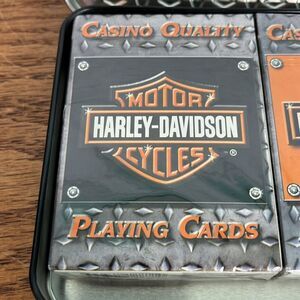 CASINO QUALITY
MOTOR
HARLEY-DAVIDSON
CYCLES ®
PLAYING CARDS